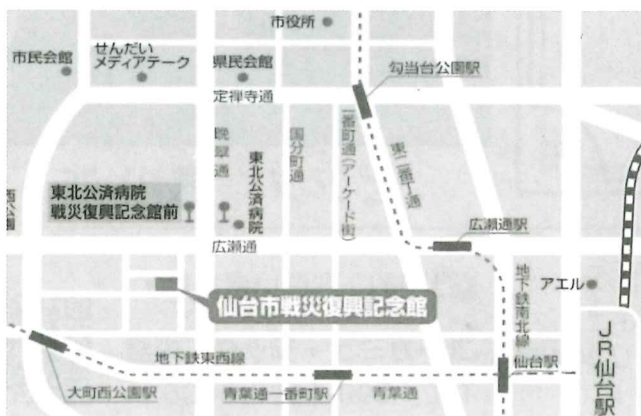 市役所
市民会館
せんだい
メディアテーク
県民会館
勾当台公園駅
定禅寺通
晩翠通
国分町通
一番町通(アーケード街)
東二番丁通
東北公済病院
西公園
東北公済病院
戦災復興記念館前
広瀬通
広瀬通駅
地下鉄南北線
アエル
仙台市戦災復興記念館
JR仙台駅
地下鉄東西線
仙台駅
大町西公園駅
青葉通一番町駅
青葉通